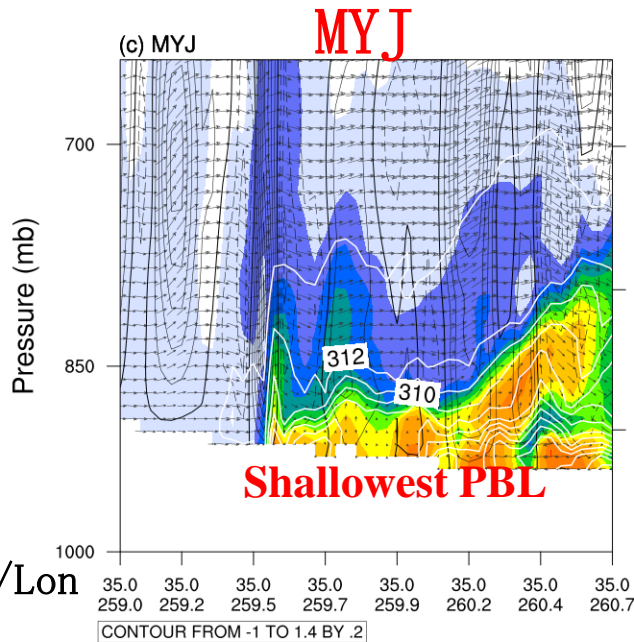 MYJ
(c) MYJ
700
Pressure (mb)
850
312
310
Shallowest PBL
1000
/Lon
35.0 35.0 35.0 35.0 35.0 35.0 35.0 35.0
259.0 259.2 259.5 259.7 259.9 260.2 260.4 260.7
CONTOUR FROM -1 TO 1.4 BY .2